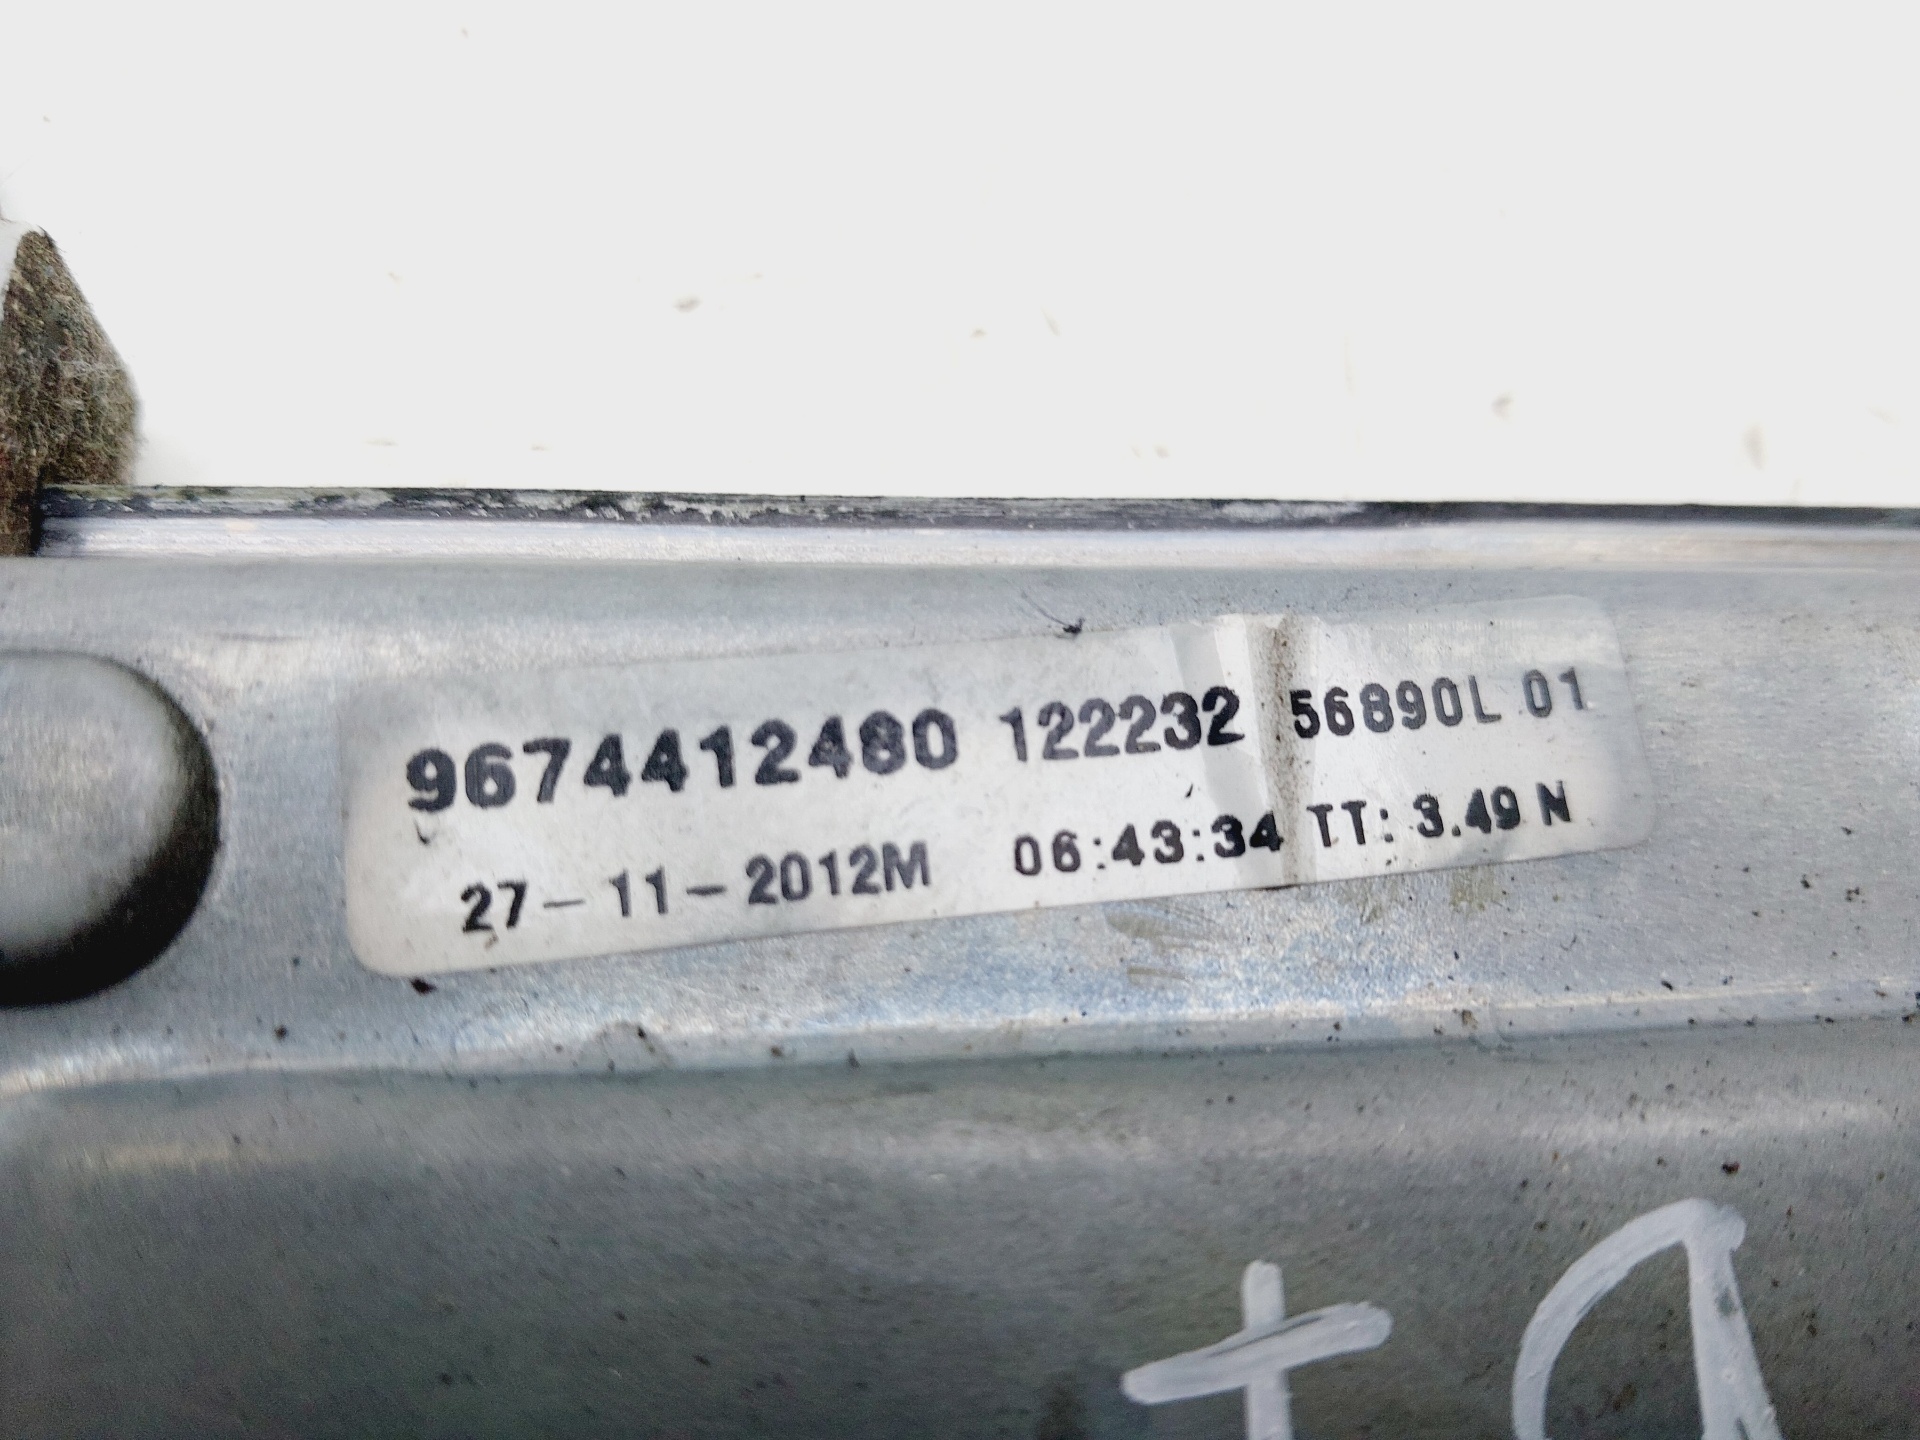 9674412480 122232 56890L 01
27-11-2012M 06:43:34 TT: 3.49 N